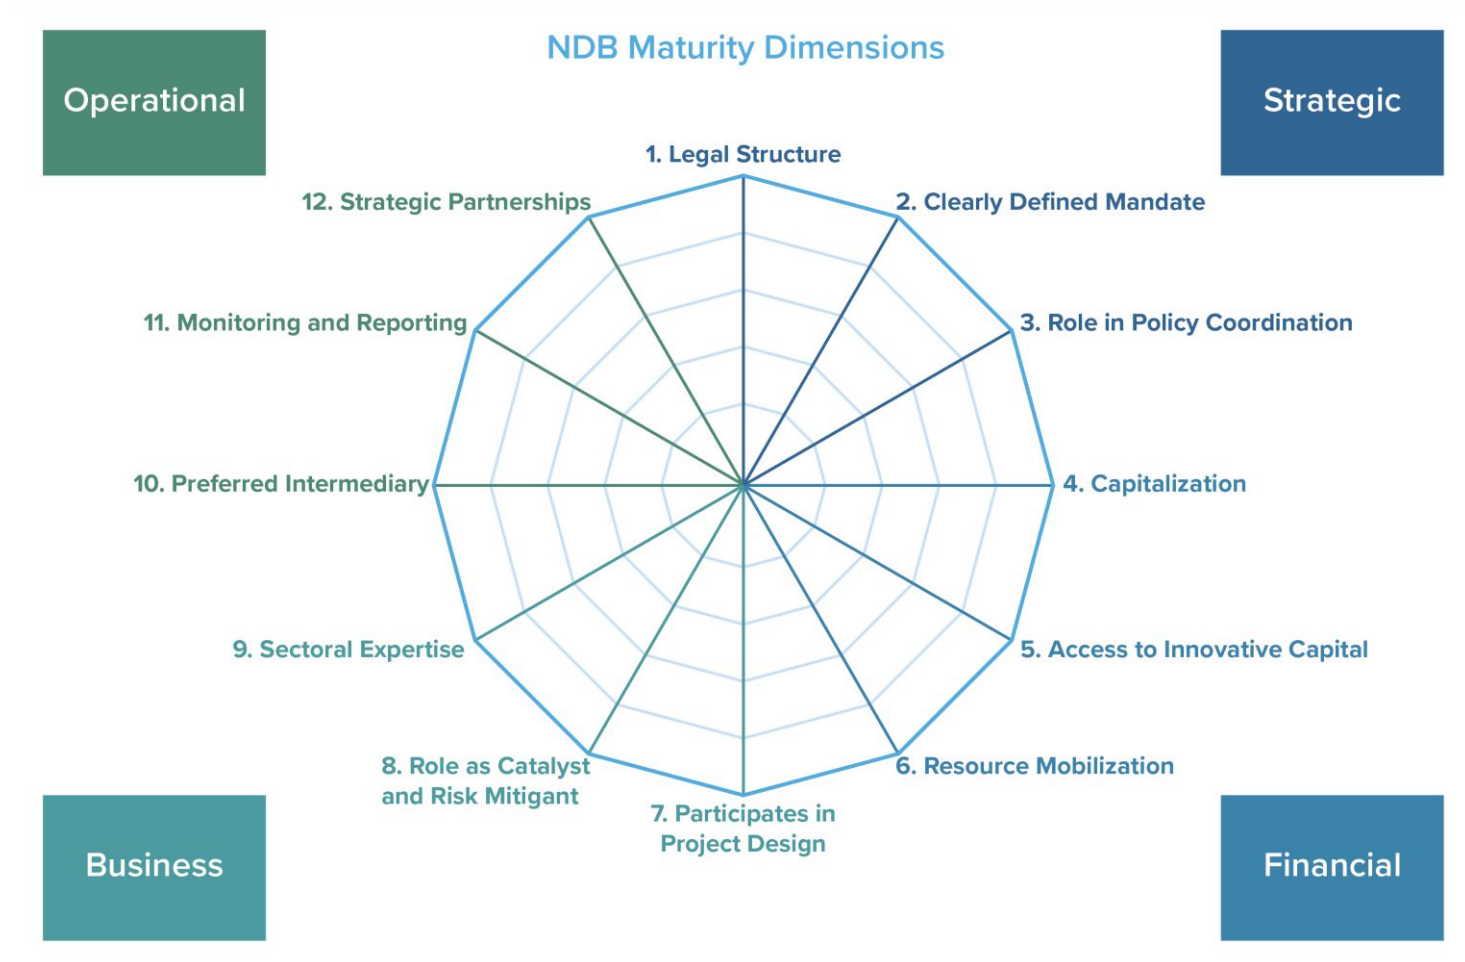 NDB Maturity Dimensions
Operational
Strategic
1. Legal Structure
12. Strategic Partnerships
2. Clearly Defined Mandate
11. Monitoring and Reporting
3. Role in Policy Coordination
10. Preferred Intermediary
4. Capitalization
9. Sectoral Expertise
5. Access to Innovative Capital
8. Role as Catalyst
and Risk Mitigant
6. Resource Mobilization
7. Participates in
Project Design
Business
Financial